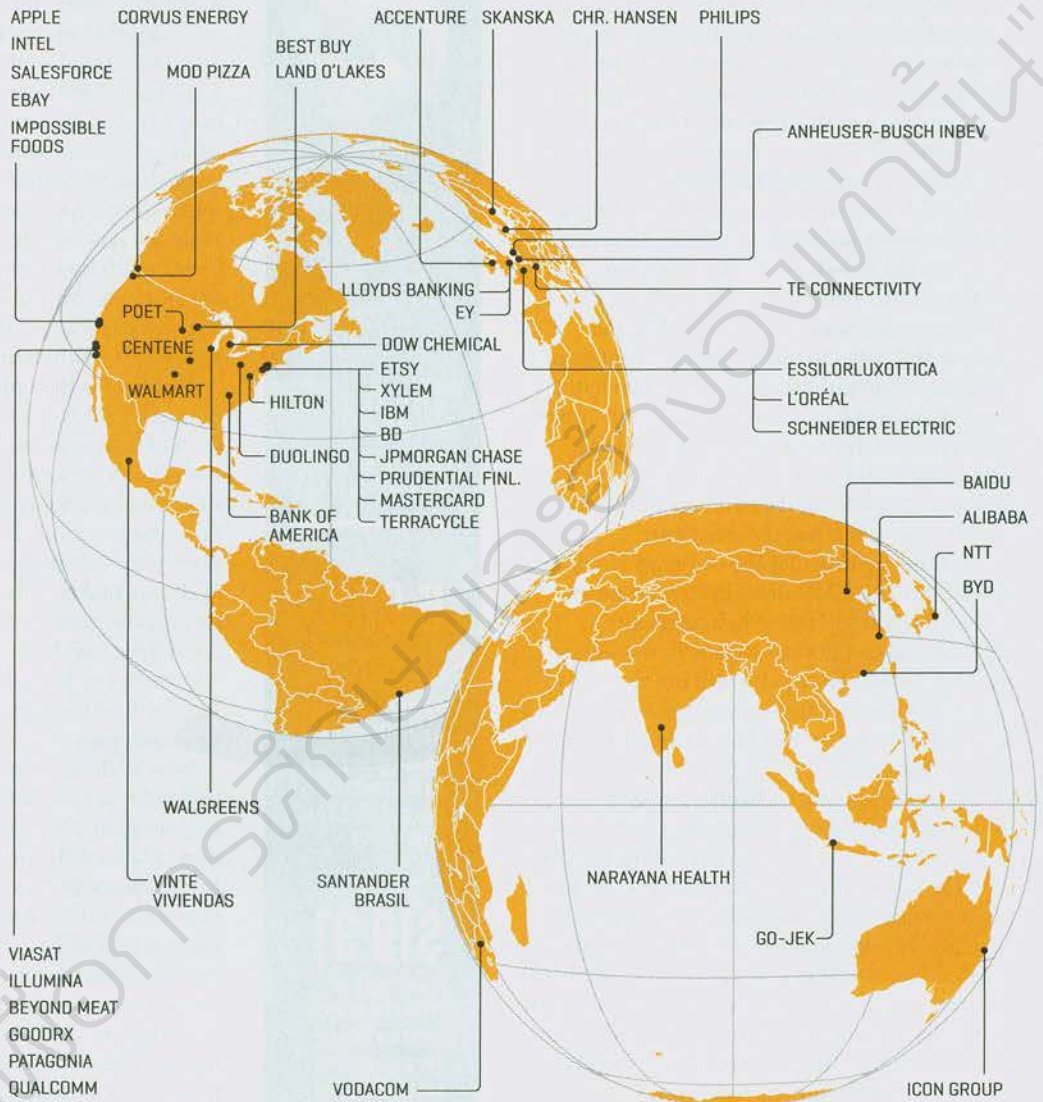 APPLE
INTEL
SALESFORCE
EBAY
IMPOSSIBLE
FOODS
CORVUS ENERGY
MOD PIZZA
BEST BUY
LAND O'LAKES
ACCENTURE
SKANSKA
CHR. HANSEN
PHILIPS
ANHEUSER-BUSCH INBEV
LLOYDS BANKING
EY
TE CONNECTIVITY
POET
CENTENE
WALMART
DOW CHEMICAL
HILTON
DUOLINGO
BANK OF
AMERICA
ETSY
XYLEM
IBM
BD
JPMORGAN CHASE
PRUDENTIAL FINL.
MASTERCARD
TERRACYCLE
ESSILORLUXOTTICA
L'ORÉAL
SCHNEIDER ELECTRIC
BAIDU
ALIBABA
NTT
BYD
WALGREENS
VINTE
VIVIENDAS
SANTANDER
BRASIL
NARAYANA HEALTH
GO-JEK
VIASAT
ILLUMINA
BEYOND MEAT
GOODRX
PATAGONIA
QUALCOMM
VODACOM
ICON GROUP